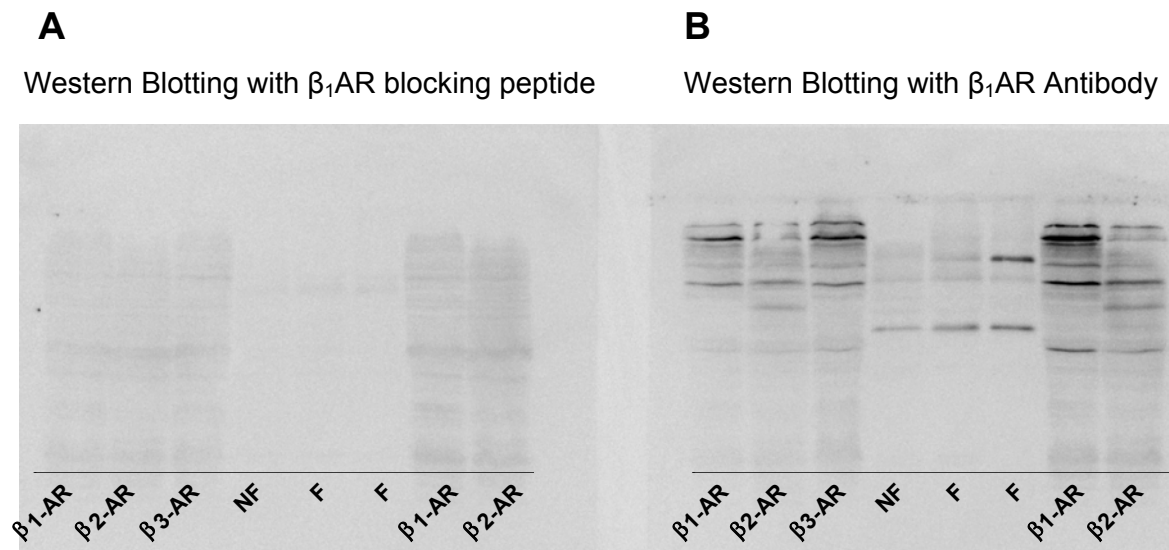 A
Western Blotting with β₁AR blocking peptide
β1-AR
β2-AR
β3-AR
NF
F
F
β1-AR
β2-AR
B
Western Blotting with β₁AR Antibody
β1-AR
β2-AR
β3-AR
NF
F
F
β1-AR
β2-AR